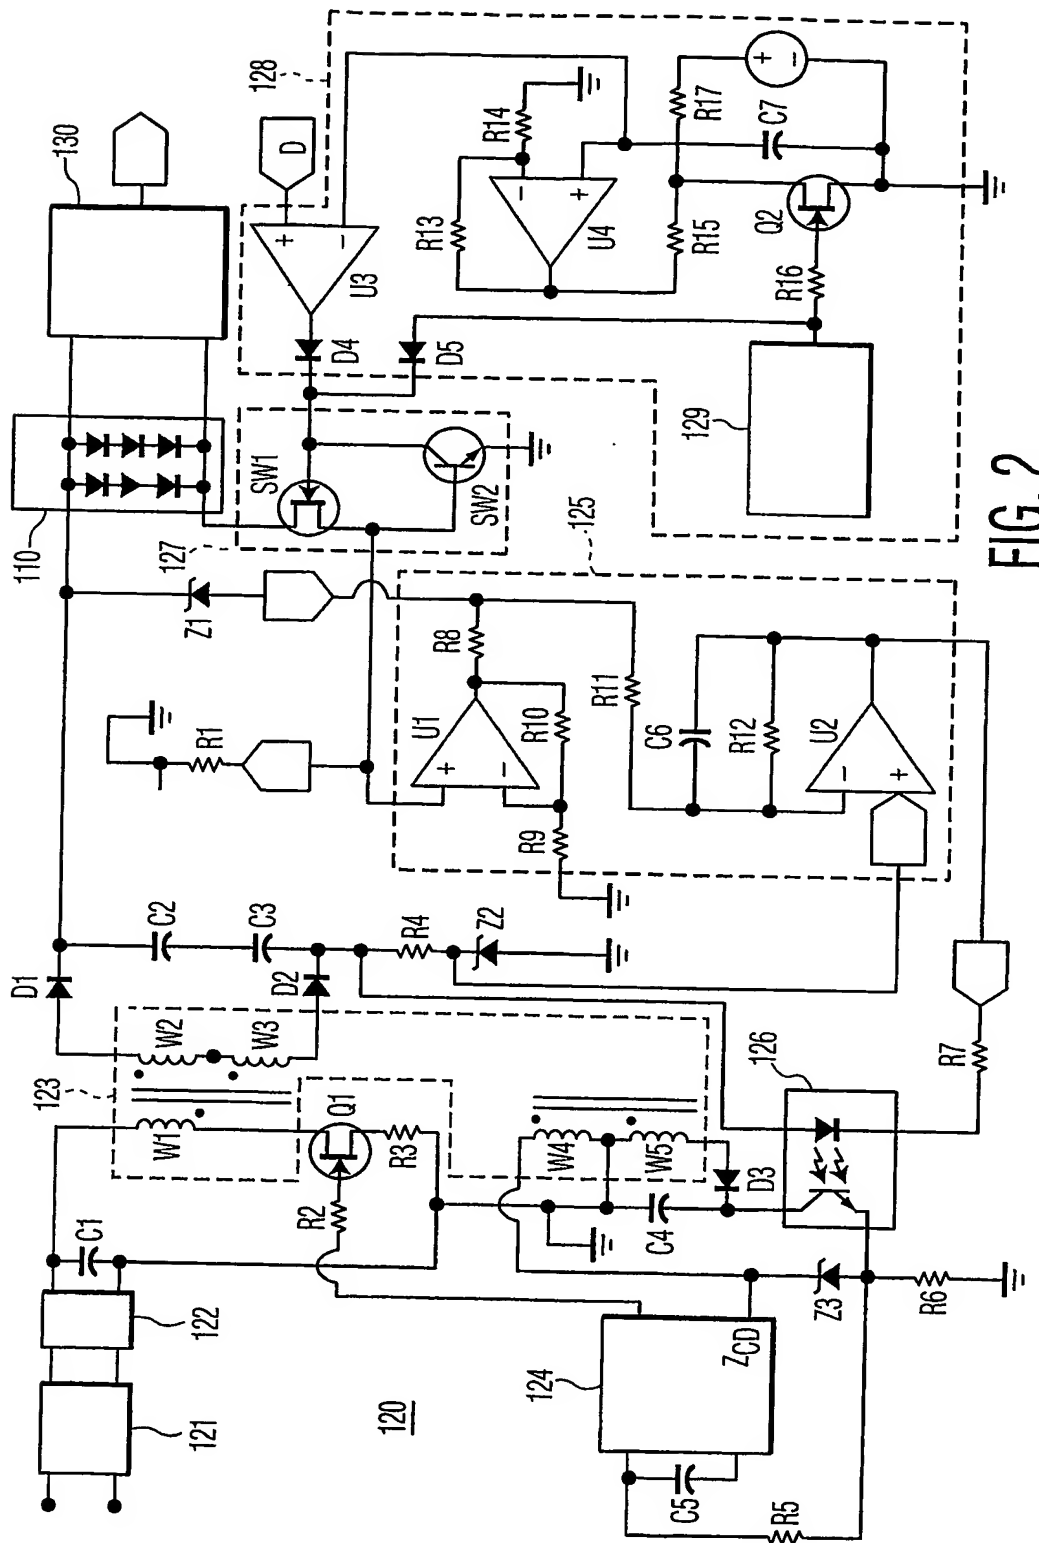 121
122
C1
120
124
ZCD
C5
R5
R6
Z3
R2
Q1
R3
C4
D3
W4
W5
126
R7
123
W1
W2
W3
D1
D2
C2
C3
R4
Z2
R1
Z1
125
U1
+
−
R8
R9
R10
R11
C6
R12
U2
−
+
110
127
SW1
SW2
130
128
D
U3
+
−
D4
D5
129
R13
R14
U4
−
+
R15
R16
R17
Q2
C7
+
−
FIG. 2